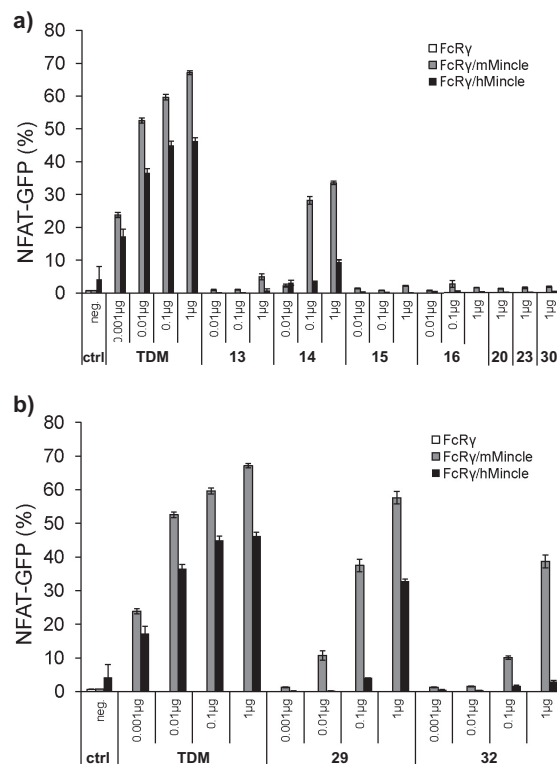 a)
80
70
60
50
40
30
20
10
0
NFAT-GFP (%)
FcRγ
FcRγ/mMincle
FcRγ/hMincle
neg. 0.001µg 0.01µg 0.1µg 1µg 0.01µg 0.1µg 1µg 0.01µg 0.1µg 1µg 0.01µg 0.1µg 1µg 0.01µg 0.1µg 1µg 1µg 1µg 1µg
ctrl TDM 13 14 15 16 20 23 30
b)
80
70
60
50
40
30
20
10
0
NFAT-GFP (%)
FcRγ
FcRγ/mMincle
FcRγ/hMincle
neg. 0.001µg 0.01µg 0.1µg 1µg 0.001µg 0.01µg 0.1µg 1µg 0.001µg 0.01µg 0.1µg 1µg
ctrl TDM 29 32